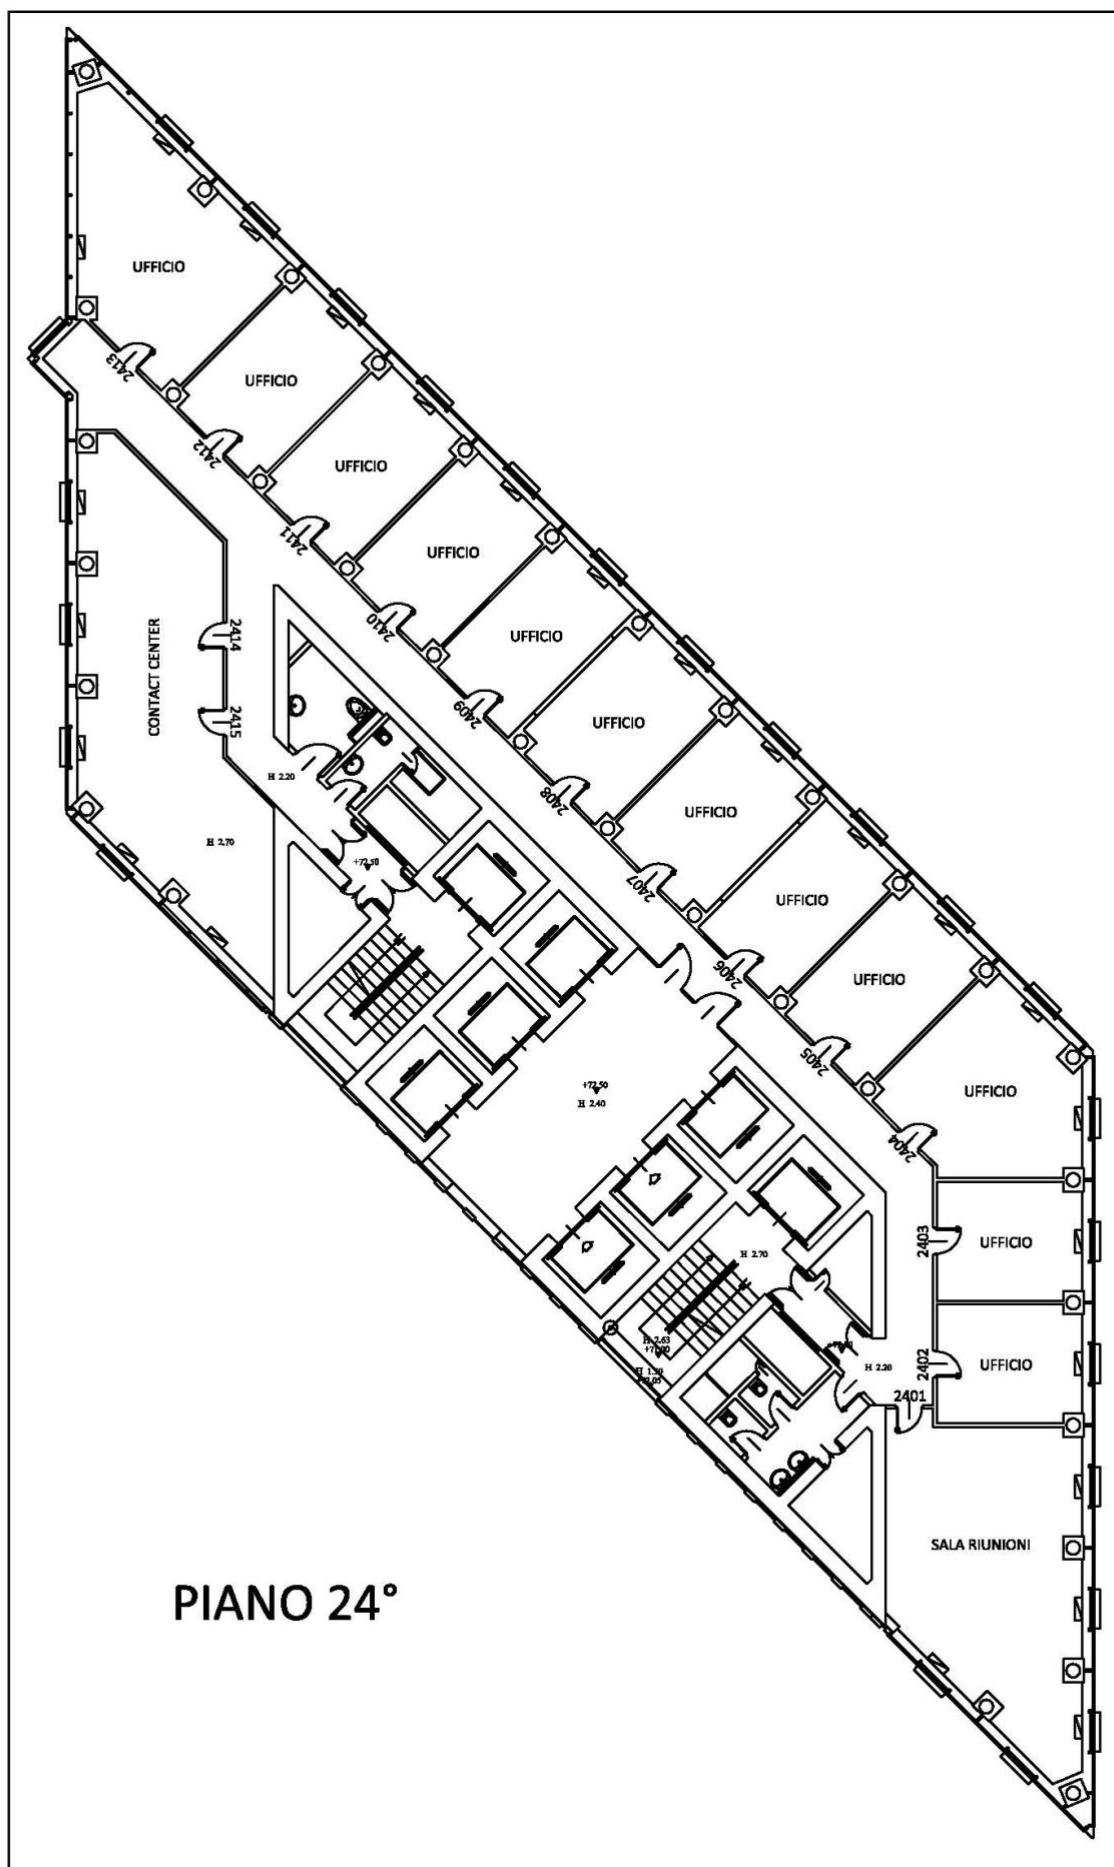 UFFICIO
2413
UFFICIO
2412
UFFICIO
2411
UFFICIO
2410
UFFICIO
2409
UFFICIO
2408
UFFICIO
2407
UFFICIO
2406
UFFICIO
2405
UFFICIO
2404
CONTACT CENTER
2414
2415
H 2.20
H 2.70
+72.50
+72.50
H 2.40
H 2.70
UFFICIO
2403
UFFICIO
2402
2401
H 2.63
H 2.20
SALA RIUNIONI
PIANO 24°